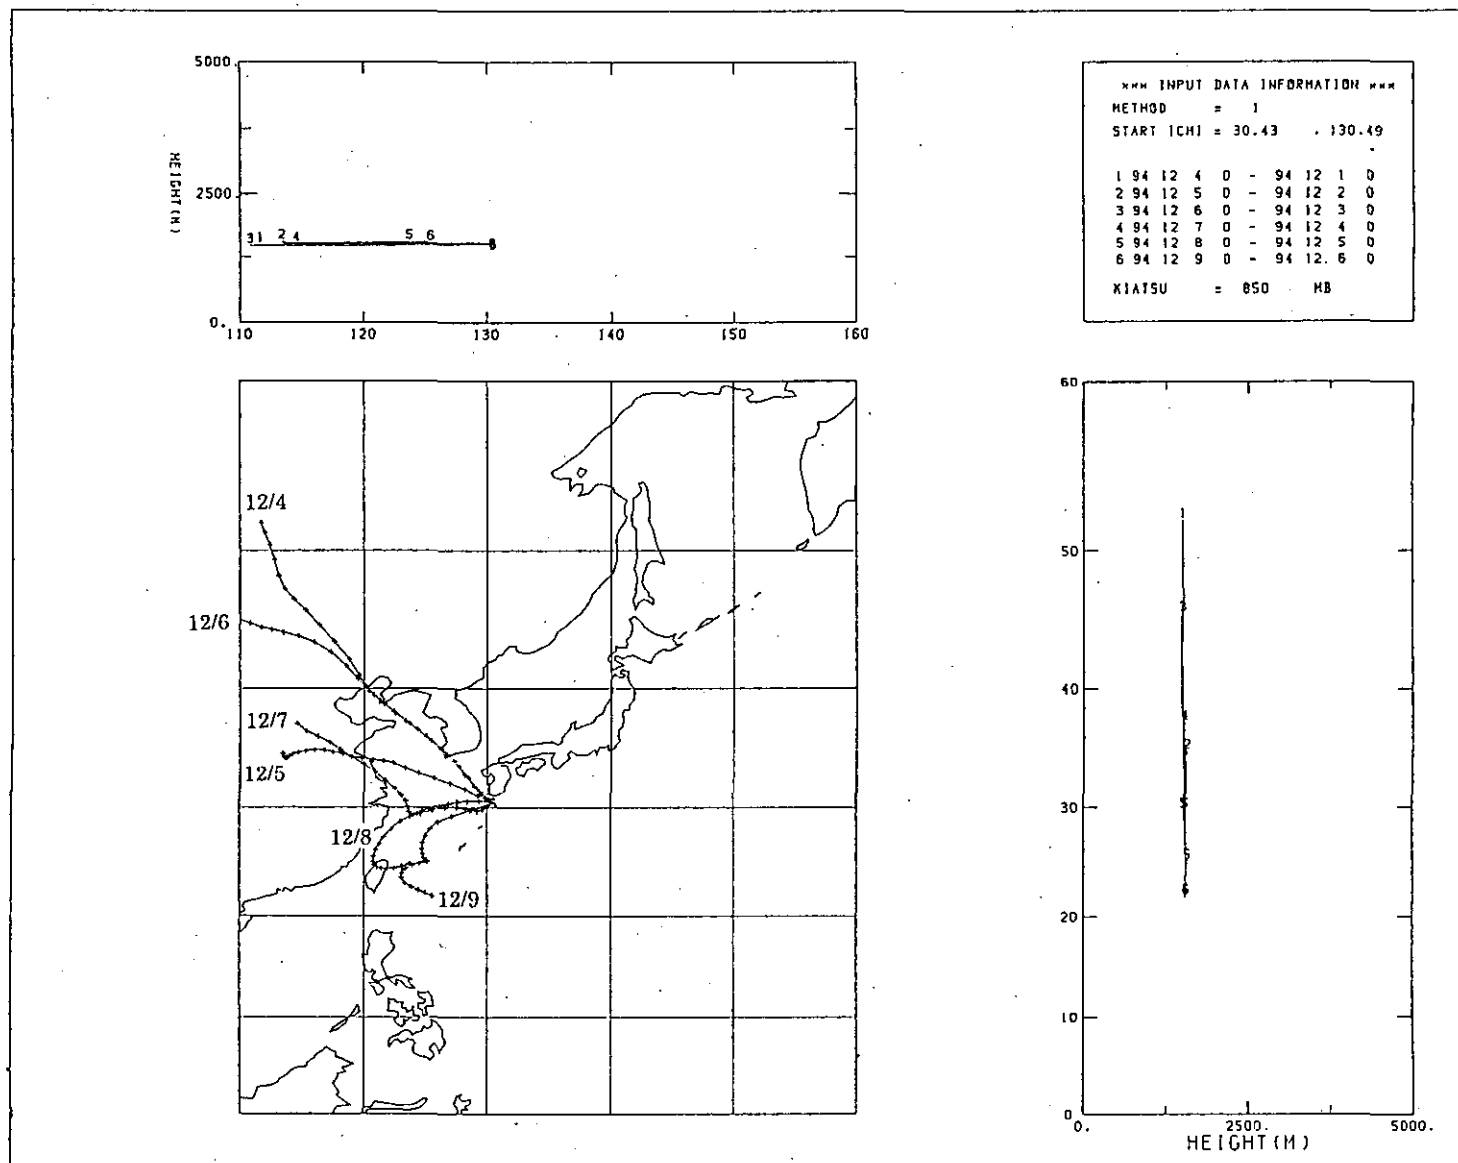 5000.
HEIGHT(M)
2500.
31 2 4 5 6
0.
110 120 130 140 150 160
*** INPUT DATA INFORMATION ***
METHOD = 1
START [CH] = 30.43 , 130.49
1 94 12 4 0 - 94 12 1 0
2 94 12 5 0 - 94 12 2 0
3 94 12 6 0 - 94 12 3 0
4 94 12 7 0 - 94 12 4 0
5 94 12 8 0 - 94 12 5 0
6 94 12 9 0 - 94 12. 6 0
KIATSU = 850 MB
12/4
12/6
12/7
12/5
12/8
12/9
60
1
50
3
40
2
30
5
20
10
0
0. 2500. 5000.
HEIGHT(M)